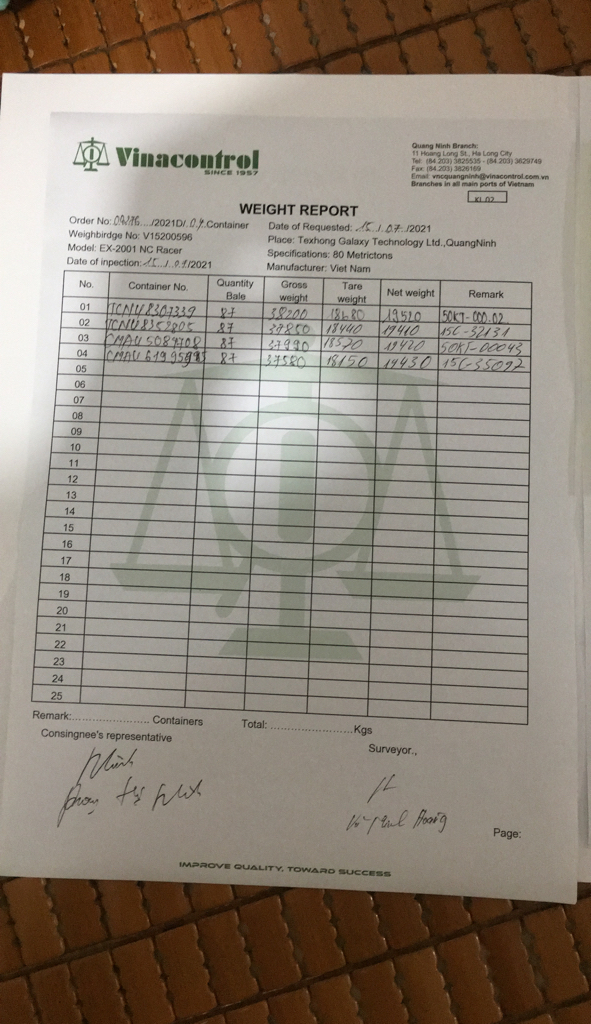 Vinacontrol
SINCE 1957
Quang Ninh Branch:
11 Hoang Long St., Ha Long City
Tel: (84.203) 3825535 - (84.203) 3629749
Fax: (84.203) 3826169
Email: vncquangninh@vinacontrol.com.vn
Branches in all main ports of Vietnam
KL.02
WEIGHT REPORT
Order No: .../2021D/.04.Container
Date of Requested: .15./.07../2021
Weighbirdge No: V15200596
Place: Texhong Galaxy Technology Ltd.,QuangNinh
Model: EX-2001 NC Racer
Specifications: 80 Metrictons
Date of inpection: 15./.07/2021
Manufacturer: Viet Nam
No. Container No. Quantity Bale Gross weight Tare weight Net weight Remark
01 TCNU8307339 87 38200 18680 19520 50KT-000.02
02 TCNU8352805 87 37850 18440 19410 15C-32131
03 CMAU5089708 87 37990 18520 19420 50KT-00043
04 87 37580 18150 19430 15C-35092
05
06
07
08
09
10
11
12
13
14
15
16
17
18
19
20
21
22
23
24
25
Remark:............... Containers Total: ......................Kgs
Consingnee's representative
Surveyor.,
Page:
IMPROVE QUALITY, TOWARD SUCCESS